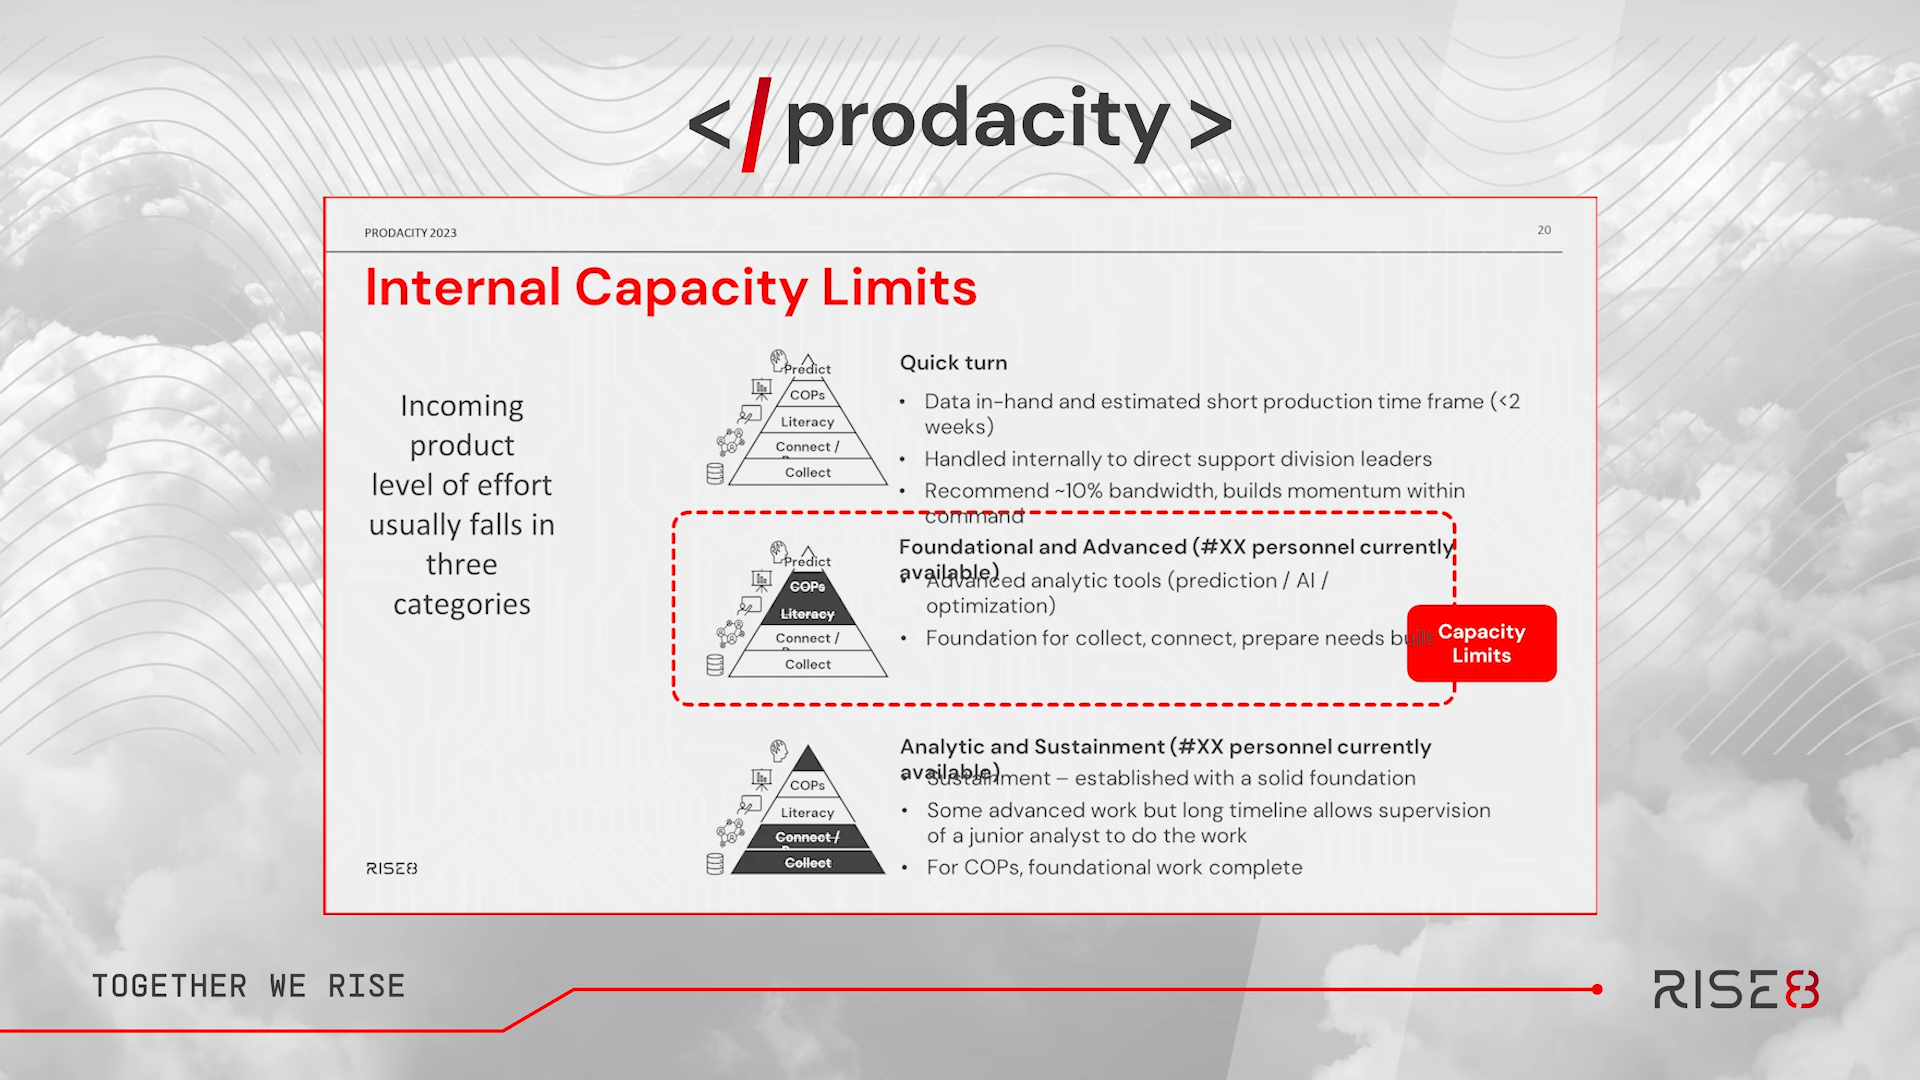 </prodacity>
PRODACITY 2023
20
Internal Capacity Limits
Incoming
product
level of effort
usually falls in
three
categories
Predict
COPs
Literacy
Connect /
Collect
Quick turn
• Data in-hand and estimated short production time frame (<2
weeks)
• Handled internally to direct support division leaders
• Recommend ~10% bandwidth, builds momentum within
command
Predict
COPs
Literacy
Connect /
Collect
Foundational and Advanced (#XX personnel currently
available)
• Advanced analytic tools (prediction / AI /
optimization)
• Foundation for collect, connect, prepare needs built
Capacity
Limits
COPs
Literacy
Connect /
Collect
Analytic and Sustainment (#XX personnel currently
available)
• Sustainment – established with a solid foundation
• Some advanced work but long timeline allows supervision
of a junior analyst to do the work
• For COPs, foundational work complete
RISE8
TOGETHER WE RISE
RISE8